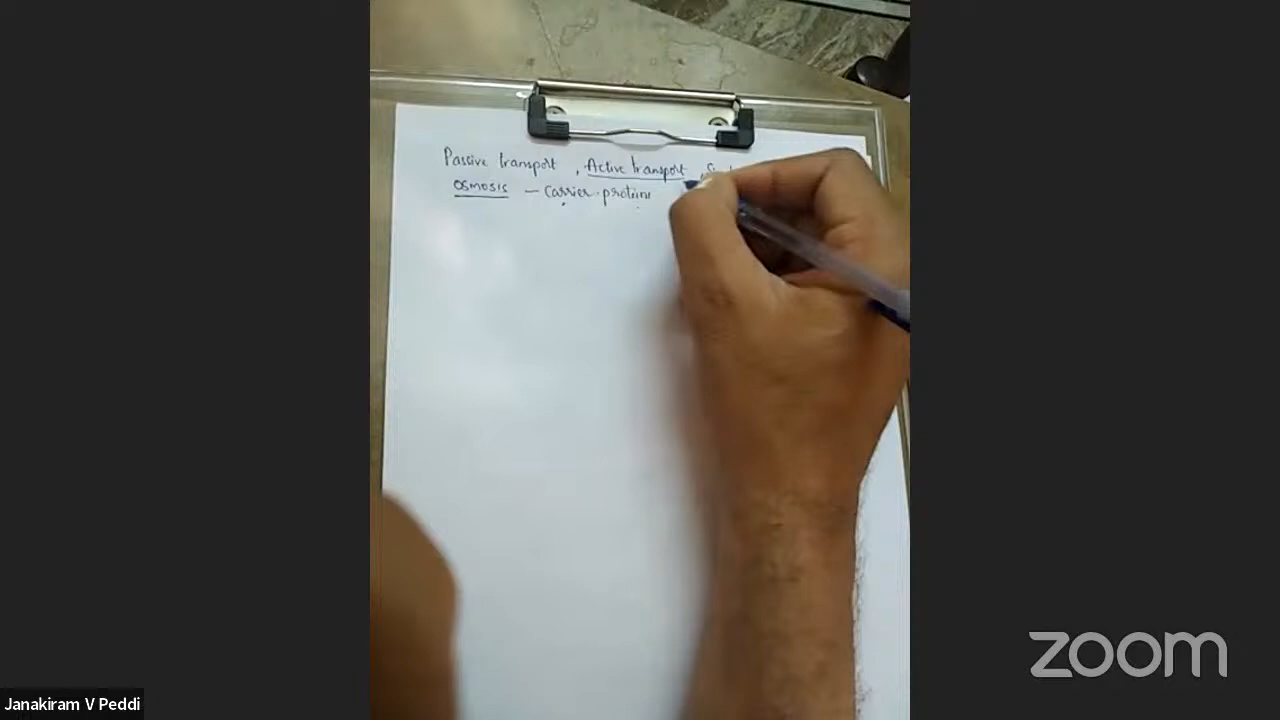 Passive transport , Active transport ,
OSMOSIS – Carrier proteins
zoom
Janakiram V Peddi